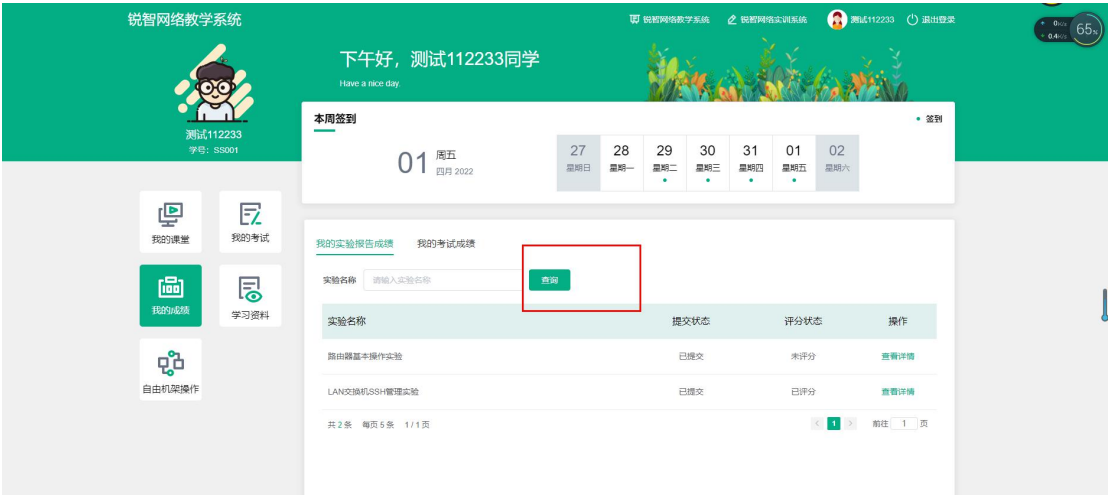 锐智网络教学系统
锐智网络教学系统 锐智网络实训系统 测试112233 退出登录
65%
下午好，测试112233同学
Have a nice day.
测试112233
学号：SS001
本周签到 签到
01 周五 四月 2022
27 28 29 30 31 01 02
星期日 星期一 星期二 星期三 星期四 星期五 星期六
我的课堂 我的考试
我的成绩 学习资料
自由机架操作
我的实验报告成绩 我的考试成绩
实验名称 请输入实验名称 查询
实验名称 提交状态 评分状态 操作
路由器基本操作实验 已提交 未评分 查看详情
LAN交换机SSH管理实验 已提交 已评分 查看详情
共2条 每页5条 1/1页 < 1 > 前往 1 页